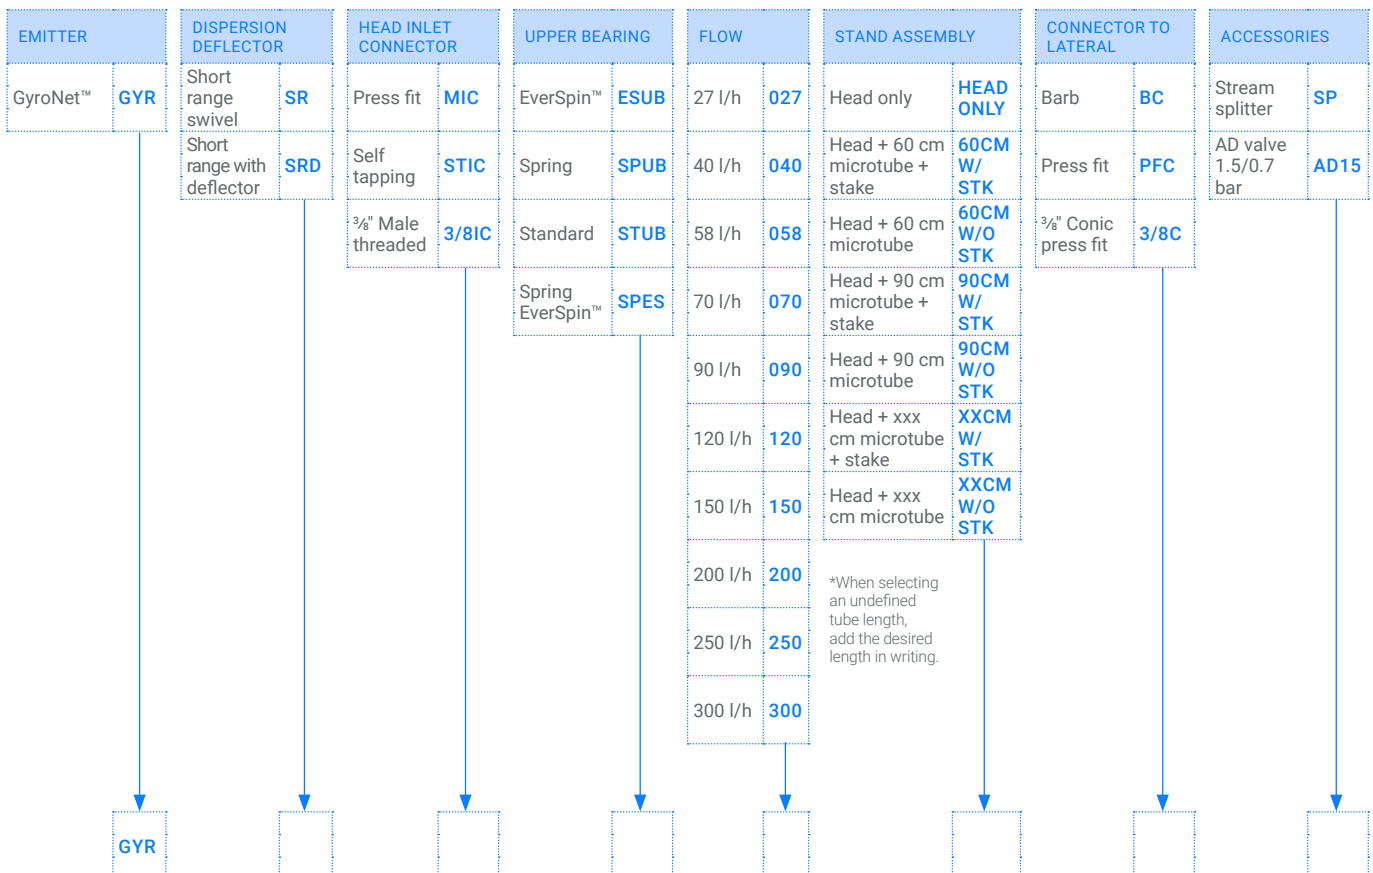 EMITTER
GyroNet™ GYR
DISPERSION
DEFLECTOR
Short
range
swivel
SR
Short
range with
deflector
SRD
HEAD INLET
CONNECTOR
Press fit MIC
Self
tapping
STIC
⅜" Male
threaded
3/8IC
UPPER BEARING
EverSpin™ ESUB
Spring SPUB
Standard STUB
Spring
EverSpin™
SPES
FLOW
27 l/h 027
40 l/h 040
58 l/h 058
70 l/h 070
90 l/h 090
120 l/h 120
150 l/h 150
200 l/h 200
250 l/h 250
300 l/h 300
STAND ASSEMBLY
Head only
HEAD
ONLY
Head + 60 cm
microtube +
stake
60CM
W/
STK
Head + 60 cm
microtube
60CM
W/O
STK
Head + 90 cm
microtube +
stake
90CM
W/
STK
Head + 90 cm
microtube
90CM
W/O
STK
Head + xxx
cm microtube
+ stake
XXCM
W/
STK
Head + xxx
cm microtube
XXCM
W/O
STK
*When selecting
an undefined
tube length,
add the desired
length in writing.
CONNECTOR TO
LATERAL
Barb BC
Press fit PFC
⅜" Conic
press fit
3/8C
ACCESSORIES
Stream
splitter
SP
AD valve
1.5/0.7
bar
AD15
GYR